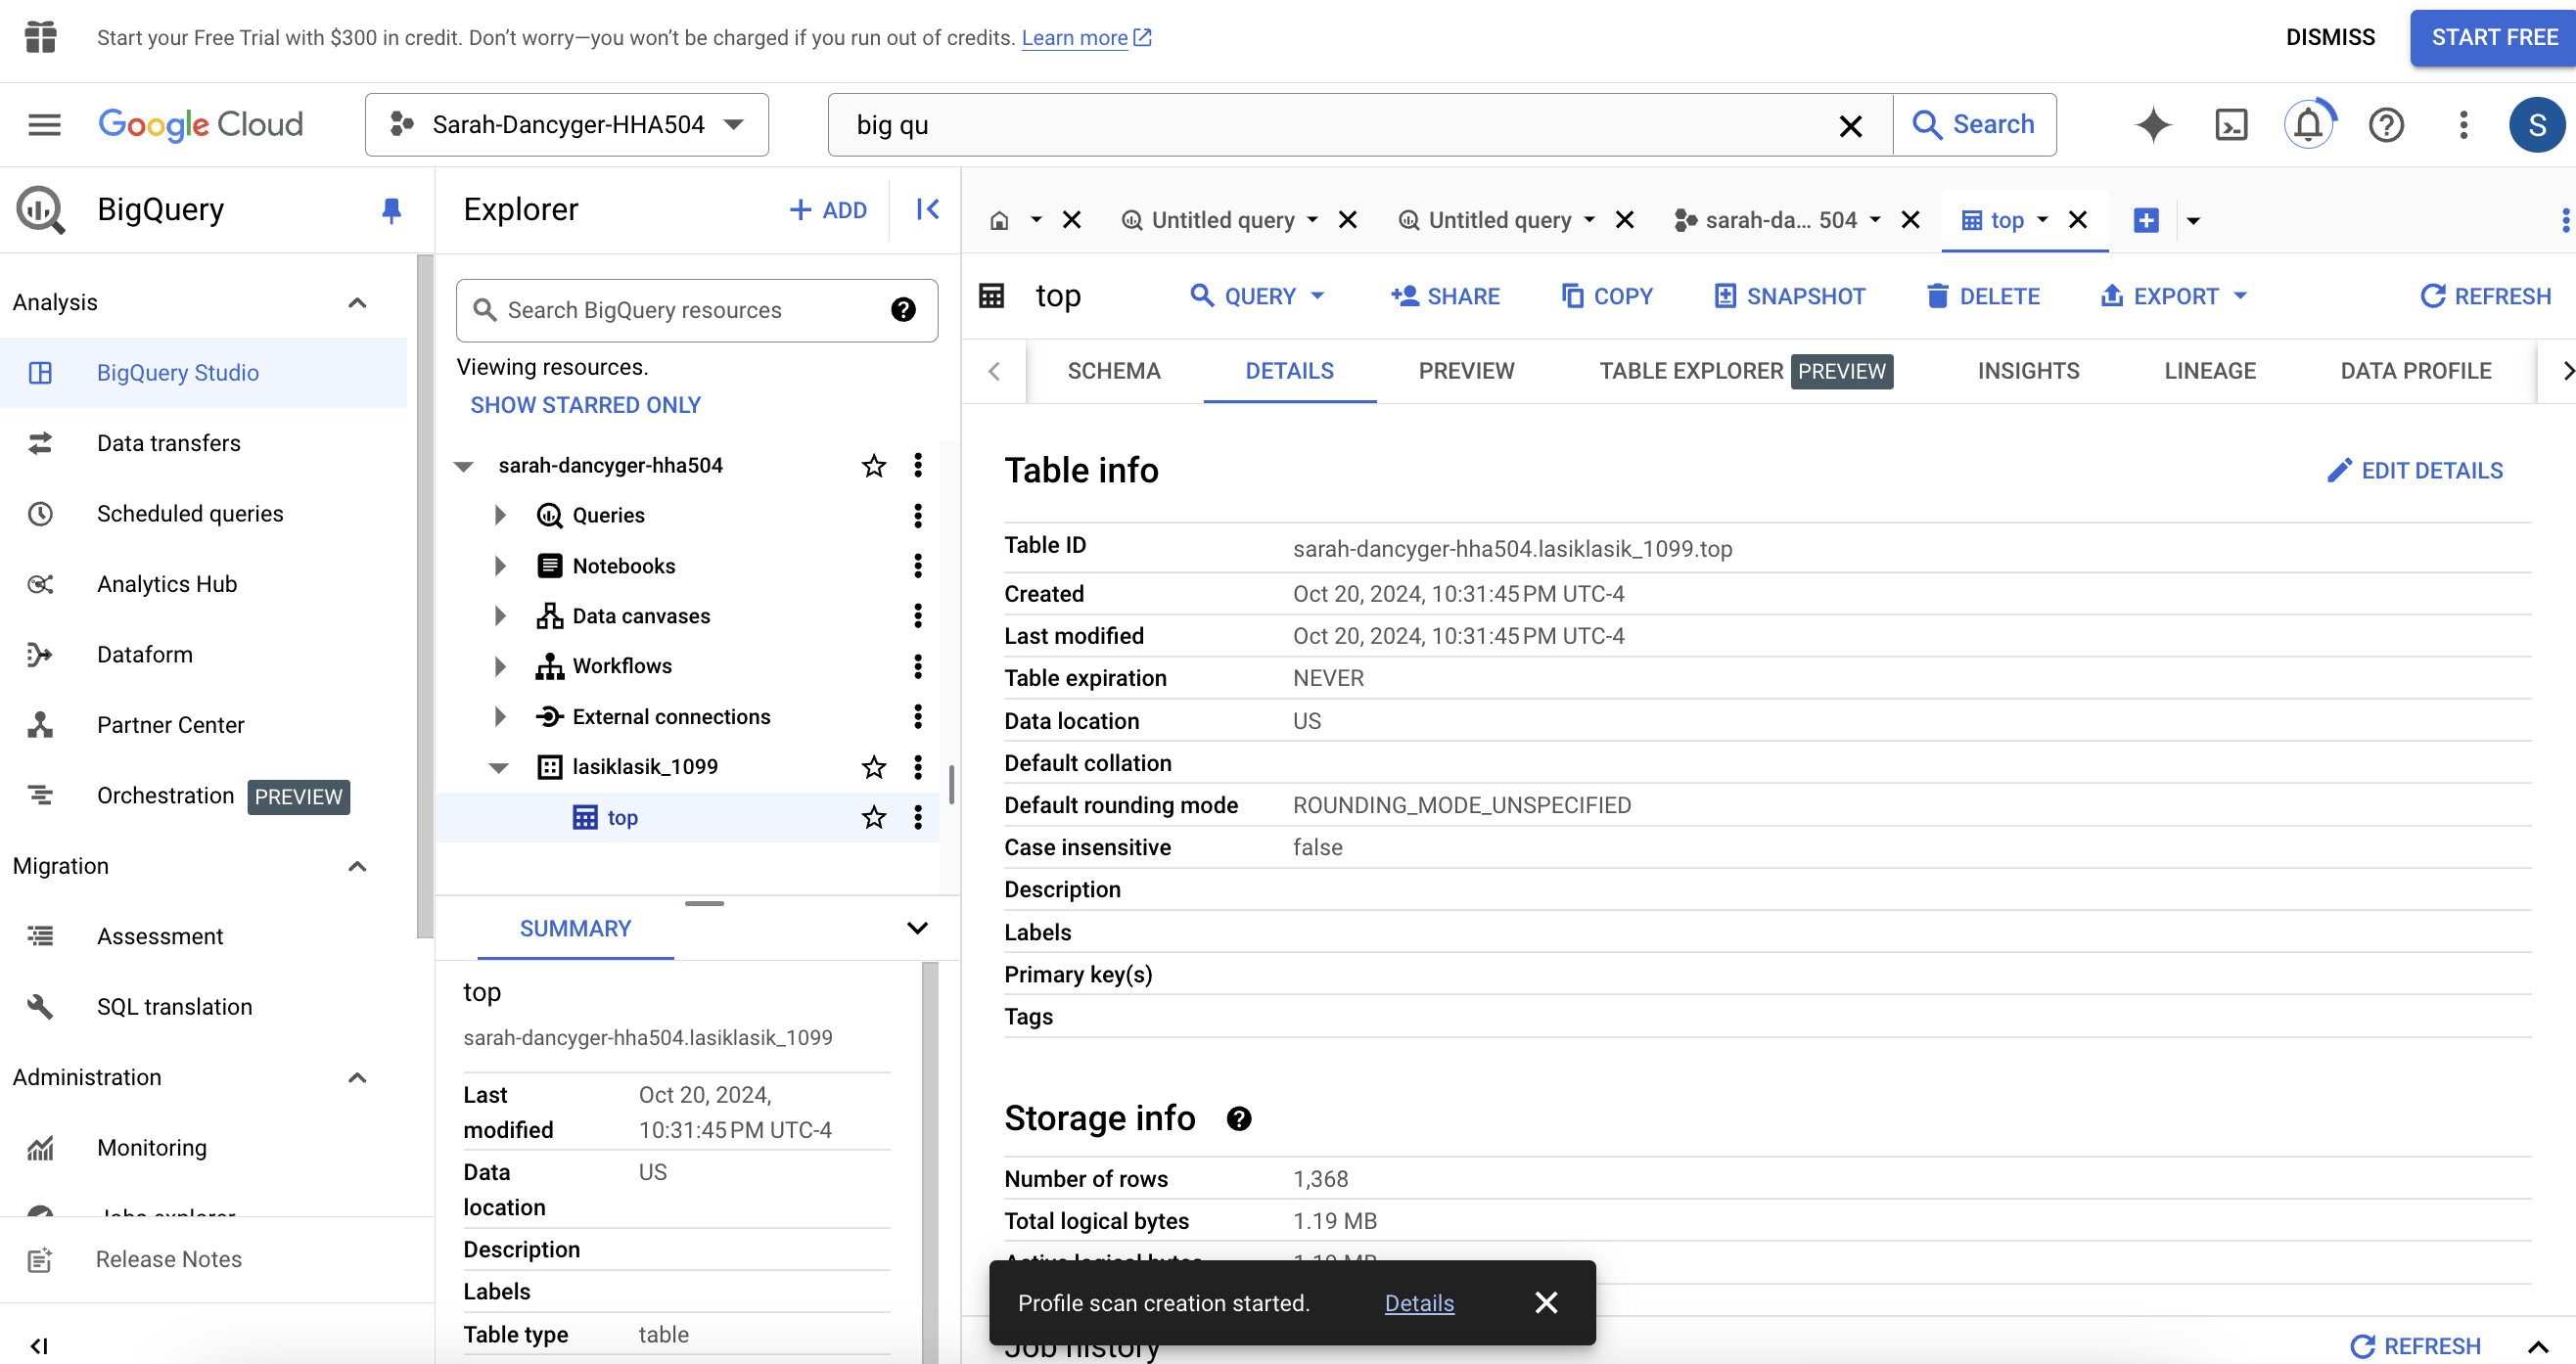 Start your Free Trial with $300 in credit. Don’t worry—you won’t be charged if you run out of credits. Learn more
DISMISS
START FREE
Google Cloud
Sarah-Dancyger-HHA504
big qu
Search
S
BigQuery
Analysis
BigQuery Studio
Data transfers
Scheduled queries
Analytics Hub
Dataform
Partner Center
Orchestration PREVIEW
Migration
Assessment
SQL translation
Administration
Monitoring
Jobs explorer
Release Notes
Explorer
+ ADD
Search BigQuery resources
Viewing resources.
SHOW STARRED ONLY
sarah-dancyger-hha504
Queries
Notebooks
Data canvases
Workflows
External connections
lasiklasik_1099
top
SUMMARY
top
sarah-dancyger-hha504.lasiklasik_1099
Last modified Oct 20, 2024, 10:31:45 PM UTC-4
Data location US
Description
Labels
Table type table
Untitled query
Untitled query
sarah-da... 504
top
top
QUERY
SHARE
COPY
SNAPSHOT
DELETE
EXPORT
REFRESH
SCHEMA
DETAILS
PREVIEW
TABLE EXPLORER PREVIEW
INSIGHTS
LINEAGE
DATA PROFILE
Table info
EDIT DETAILS
Table ID sarah-dancyger-hha504.lasiklasik_1099.top
Created Oct 20, 2024, 10:31:45 PM UTC-4
Last modified Oct 20, 2024, 10:31:45 PM UTC-4
Table expiration NEVER
Data location US
Default collation
Default rounding mode ROUNDING_MODE_UNSPECIFIED
Case insensitive false
Description
Labels
Primary key(s)
Tags
Storage info
Number of rows 1,368
Total logical bytes 1.19 MB
Active logical bytes 1.19 MB
Profile scan creation started. Details
Job history
REFRESH